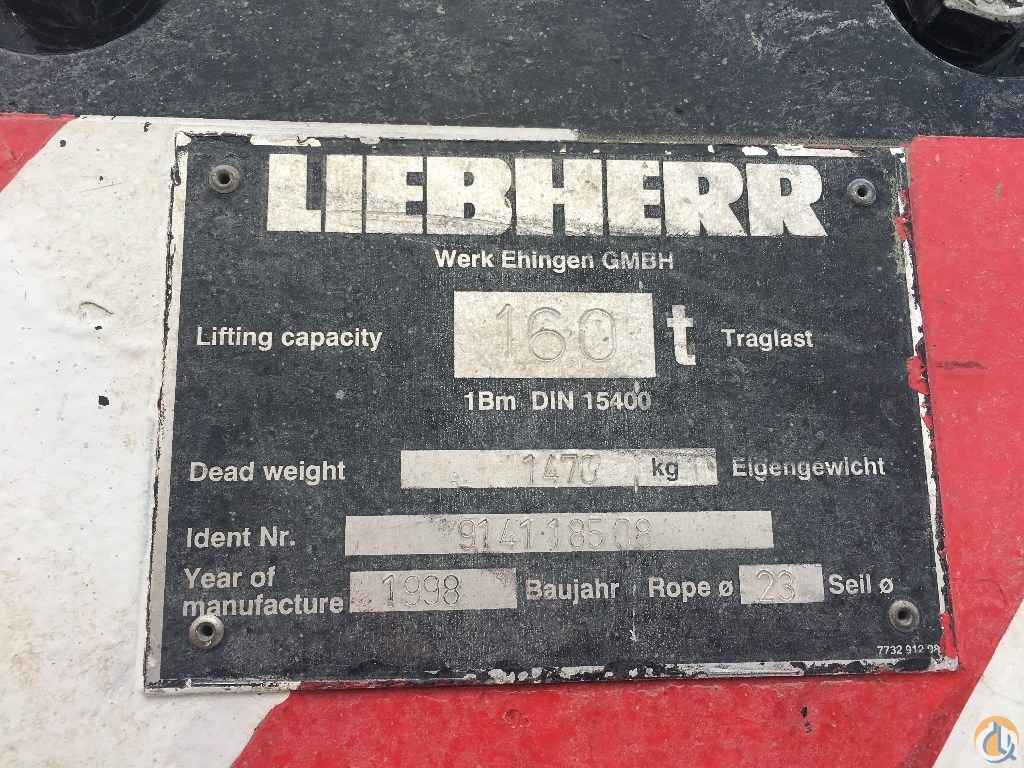 LIEBHERR
Werk Ehingen GMBH
Lifting capacity 160 t Traglast
1Bm DIN 15400
Dead weight 1470 kg Eigengewicht
Ident Nr. 914118508
Year of manufacture 1998 Baujahr Rope ø 23 Seil ø
7732 912 08